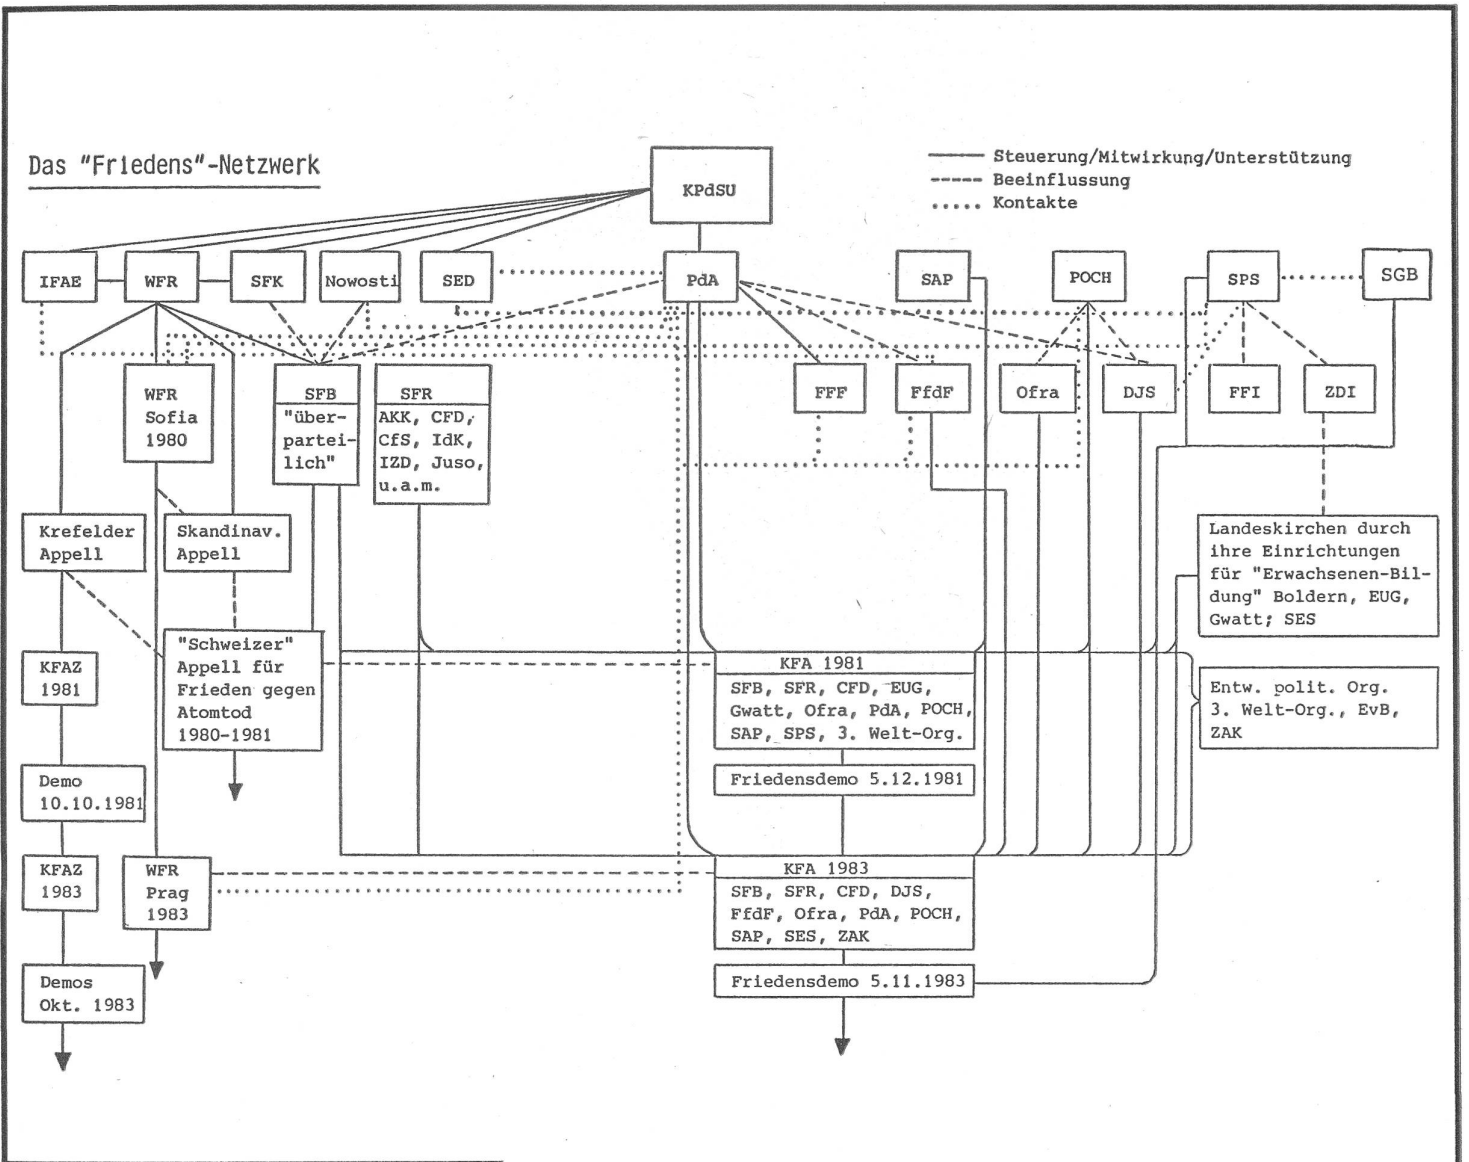 Das "Friedens"-Netzwerk
Steuerung/Mitwirkung/Unterstützung
Beeinflussung
Kontakte
KPdSU
IFAE
WFR
SFK
Nowosti
SED
PdA
SAP
POCH
SPS
SGB
WFR
Sofia
1980
SFB
"über-
partei-
lich"
SFR
AKK, CFD,
CfS, IdK,
IZD, Juso,
u.a.m.
FFF
FfdF
Ofra
DJS
FFI
ZDI
Krefelder
Appell
Skandinav.
Appell
Landeskirchen durch
ihre Einrichtungen
für "Erwachsenen-Bil-
dung" Boldern, EUG,
Gwatt; SES
KFAZ
1981
"Schweizer"
Appell für
Frieden gegen
Atomtod
1980-1981
KFA 1981
SFB, SFR, CFD, EUG,
Gwatt, Ofra, PdA, POCH,
SAP, SPS, 3. Welt-Org.
Entw. polit. Org.
3. Welt-Org., EvB,
ZAK
Demo
10.10.1981
Friedensdemo 5.12.1981
KFAZ
1983
WFR
Prag
1983
KFA 1983
SFB, SFR, CFD, DJS,
FfdF, Ofra, PdA, POCH,
SAP, SES, ZAK
Demos
Okt. 1983
Friedensdemo 5.11.1983